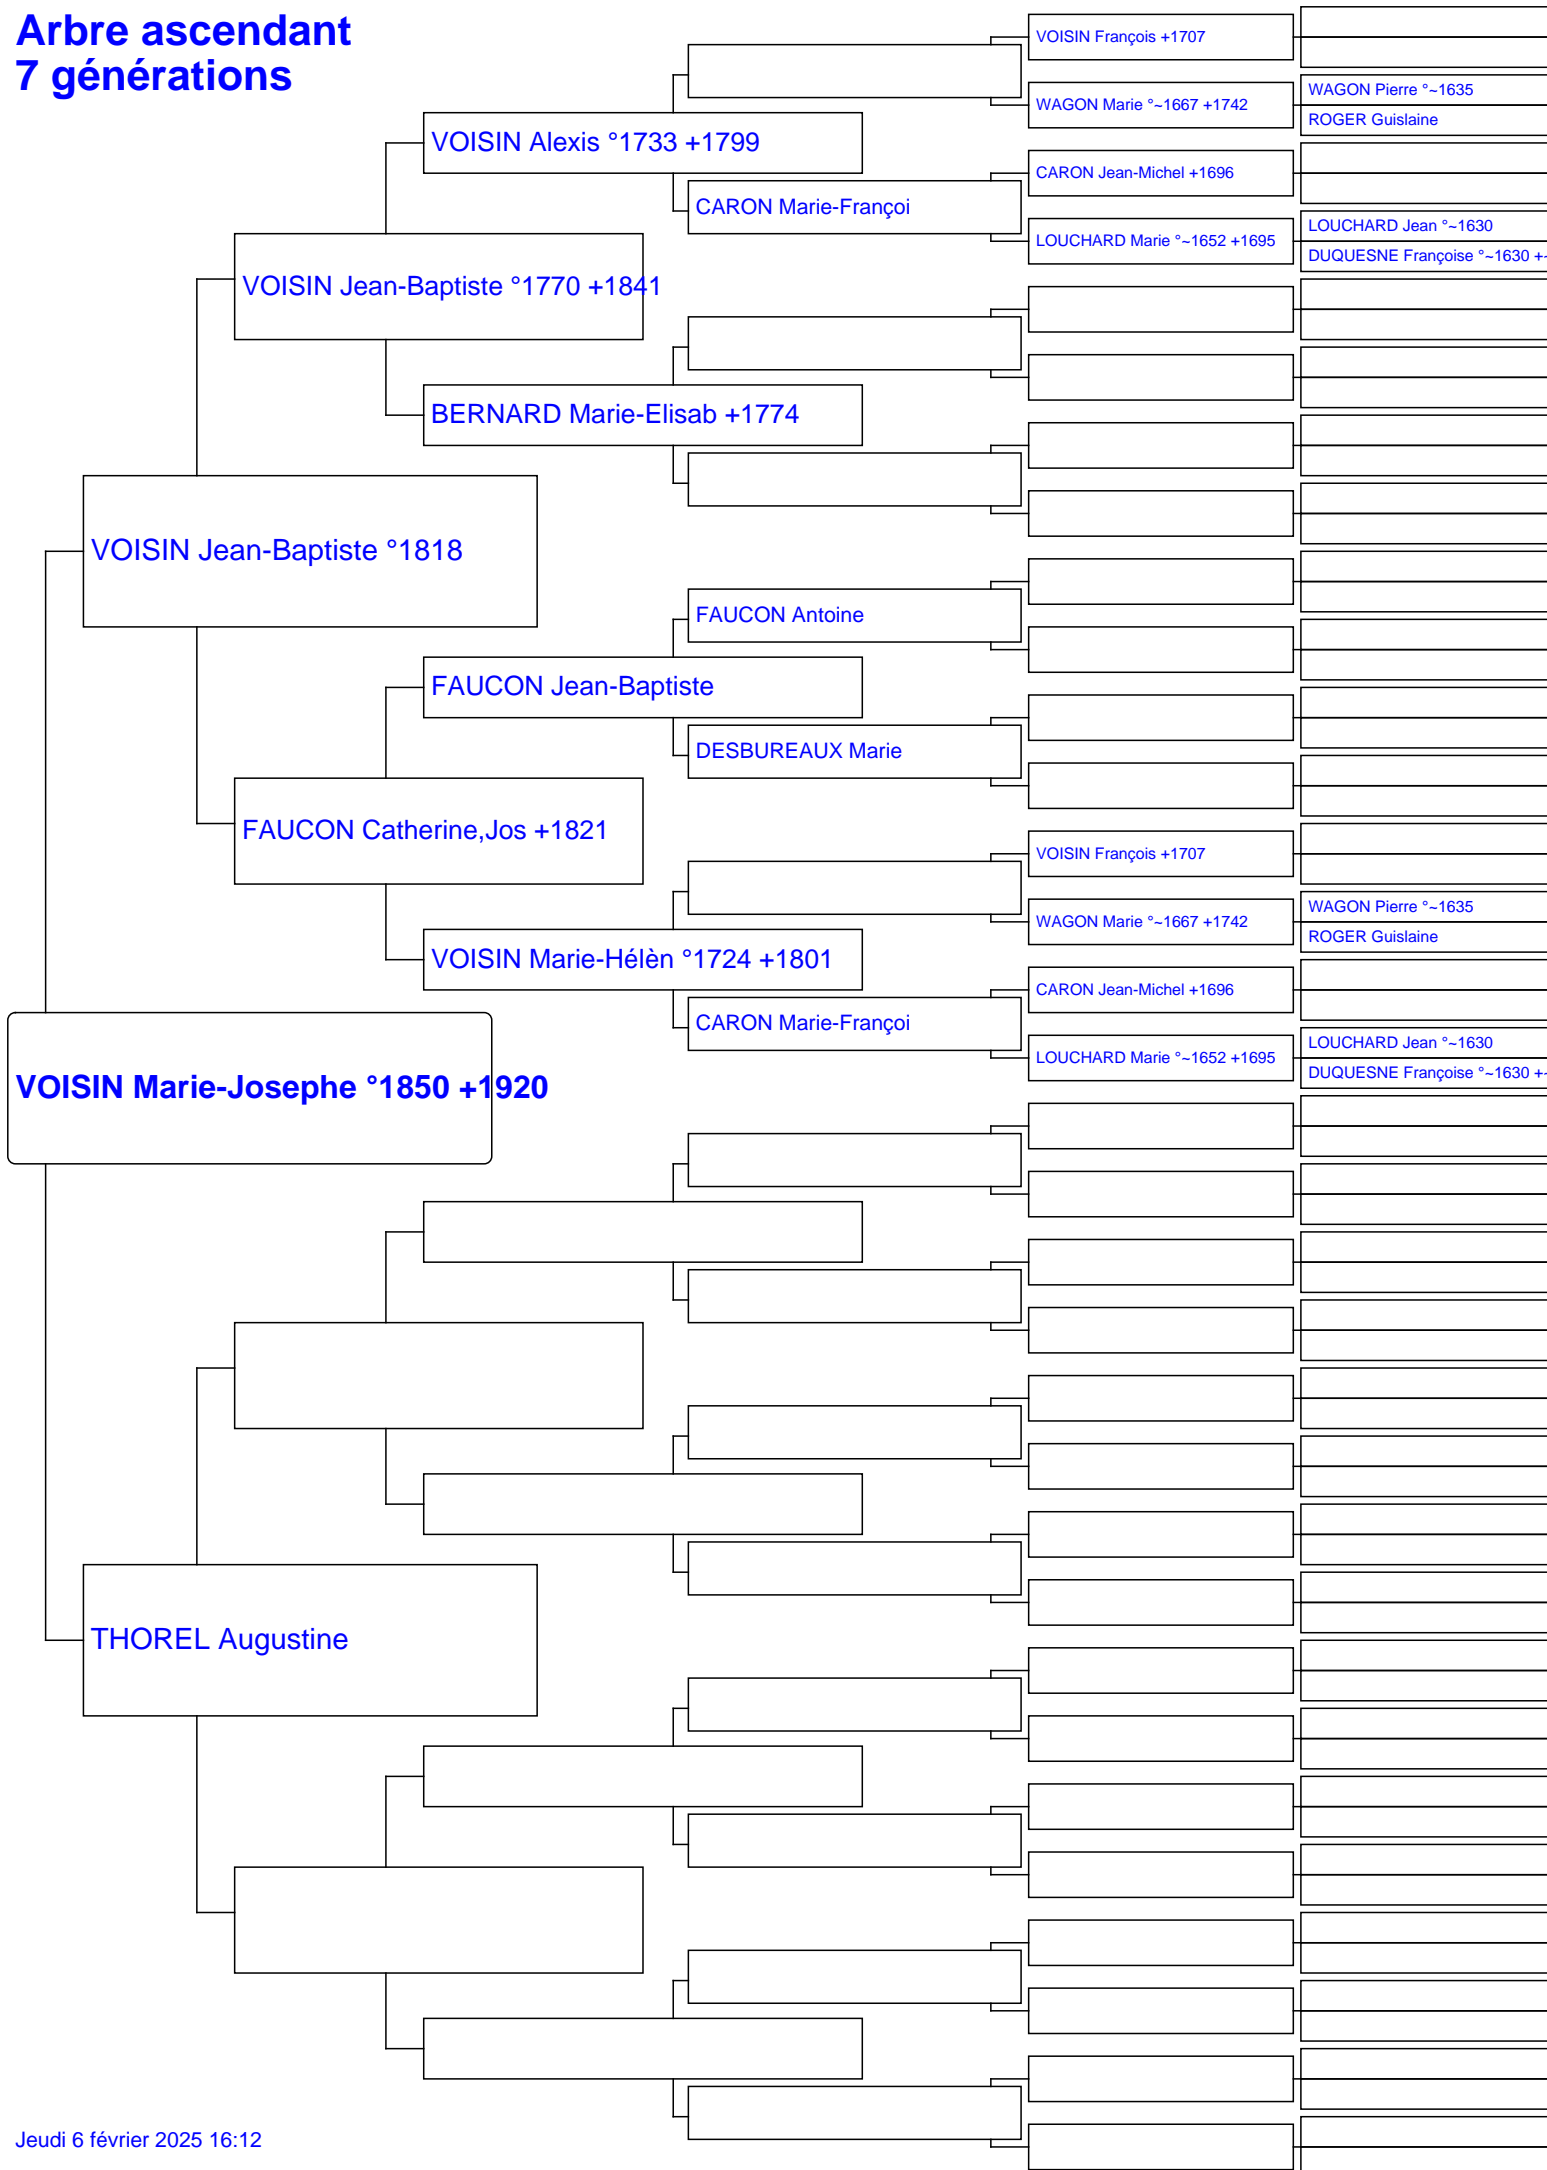 Arbre ascendant
7 générations
VOISIN François +1707
WAGON Marie °~1667 +1742
WAGON Pierre °~1635
ROGER Guislaine
VOISIN Alexis °1733 +1799
CARON Jean-Michel +1696
CARON Marie-Françoi
LOUCHARD Marie °~1652 +1695
LOUCHARD Jean °~1630
DUQUESNE Françoise °~1630 +~
VOISIN Jean-Baptiste °1770 +1841
BERNARD Marie-Elisab +1774
VOISIN Jean-Baptiste °1818
FAUCON Antoine
FAUCON Jean-Baptiste
DESBUREAUX Marie
FAUCON Catherine,Jos +1821
VOISIN François +1707
WAGON Marie °~1667 +1742
WAGON Pierre °~1635
ROGER Guislaine
VOISIN Marie-Hélèn °1724 +1801
CARON Jean-Michel +1696
CARON Marie-Françoi
LOUCHARD Marie °~1652 +1695
LOUCHARD Jean °~1630
DUQUESNE Françoise °~1630 +~
VOISIN Marie-Josephe °1850 +1920
THOREL Augustine
Jeudi 6 février 2025 16:12